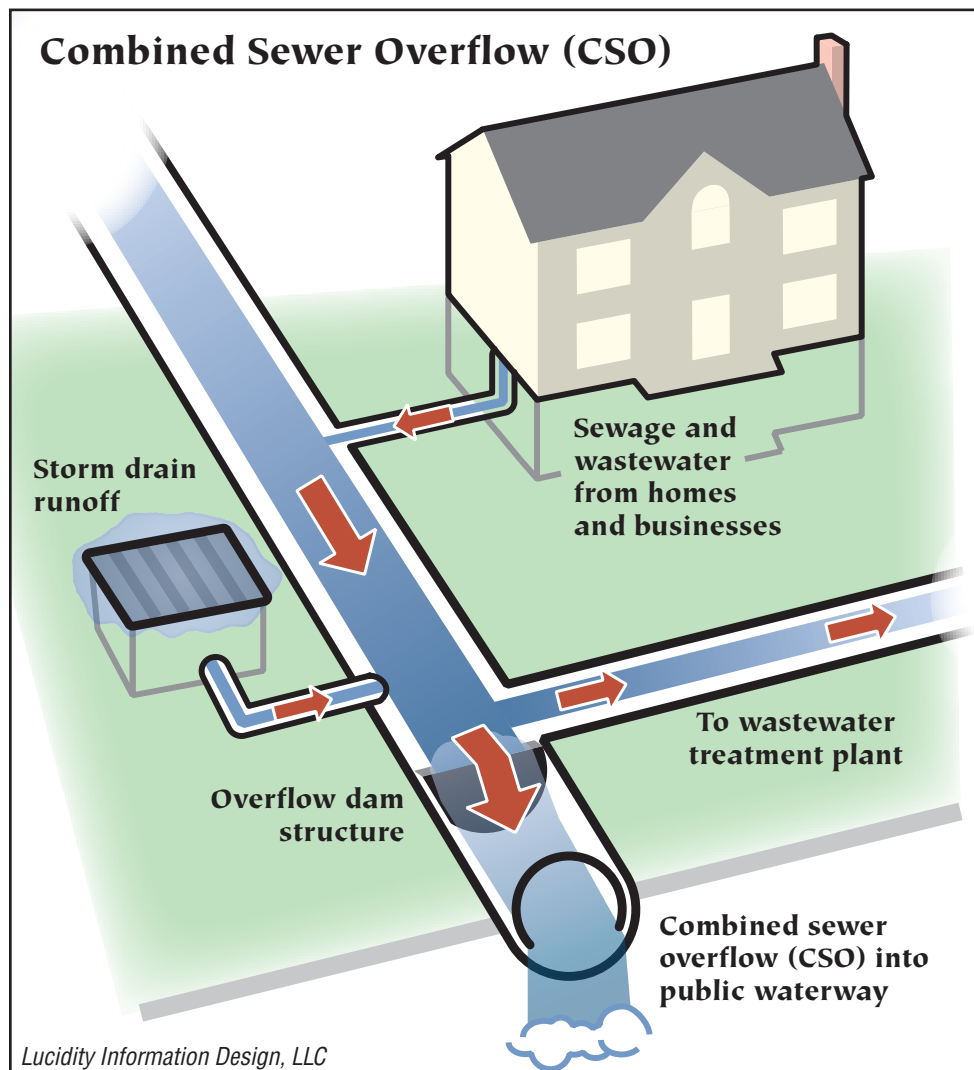 Combined Sewer Overflow (CSO)
Sewage and
wastewater
from homes
and businesses
Storm drain
runoff
To wastewater
treatment plant
Overflow dam
structure
Combined sewer
overflow (CSO) into
public waterway
Lucidity Information Design, LLC